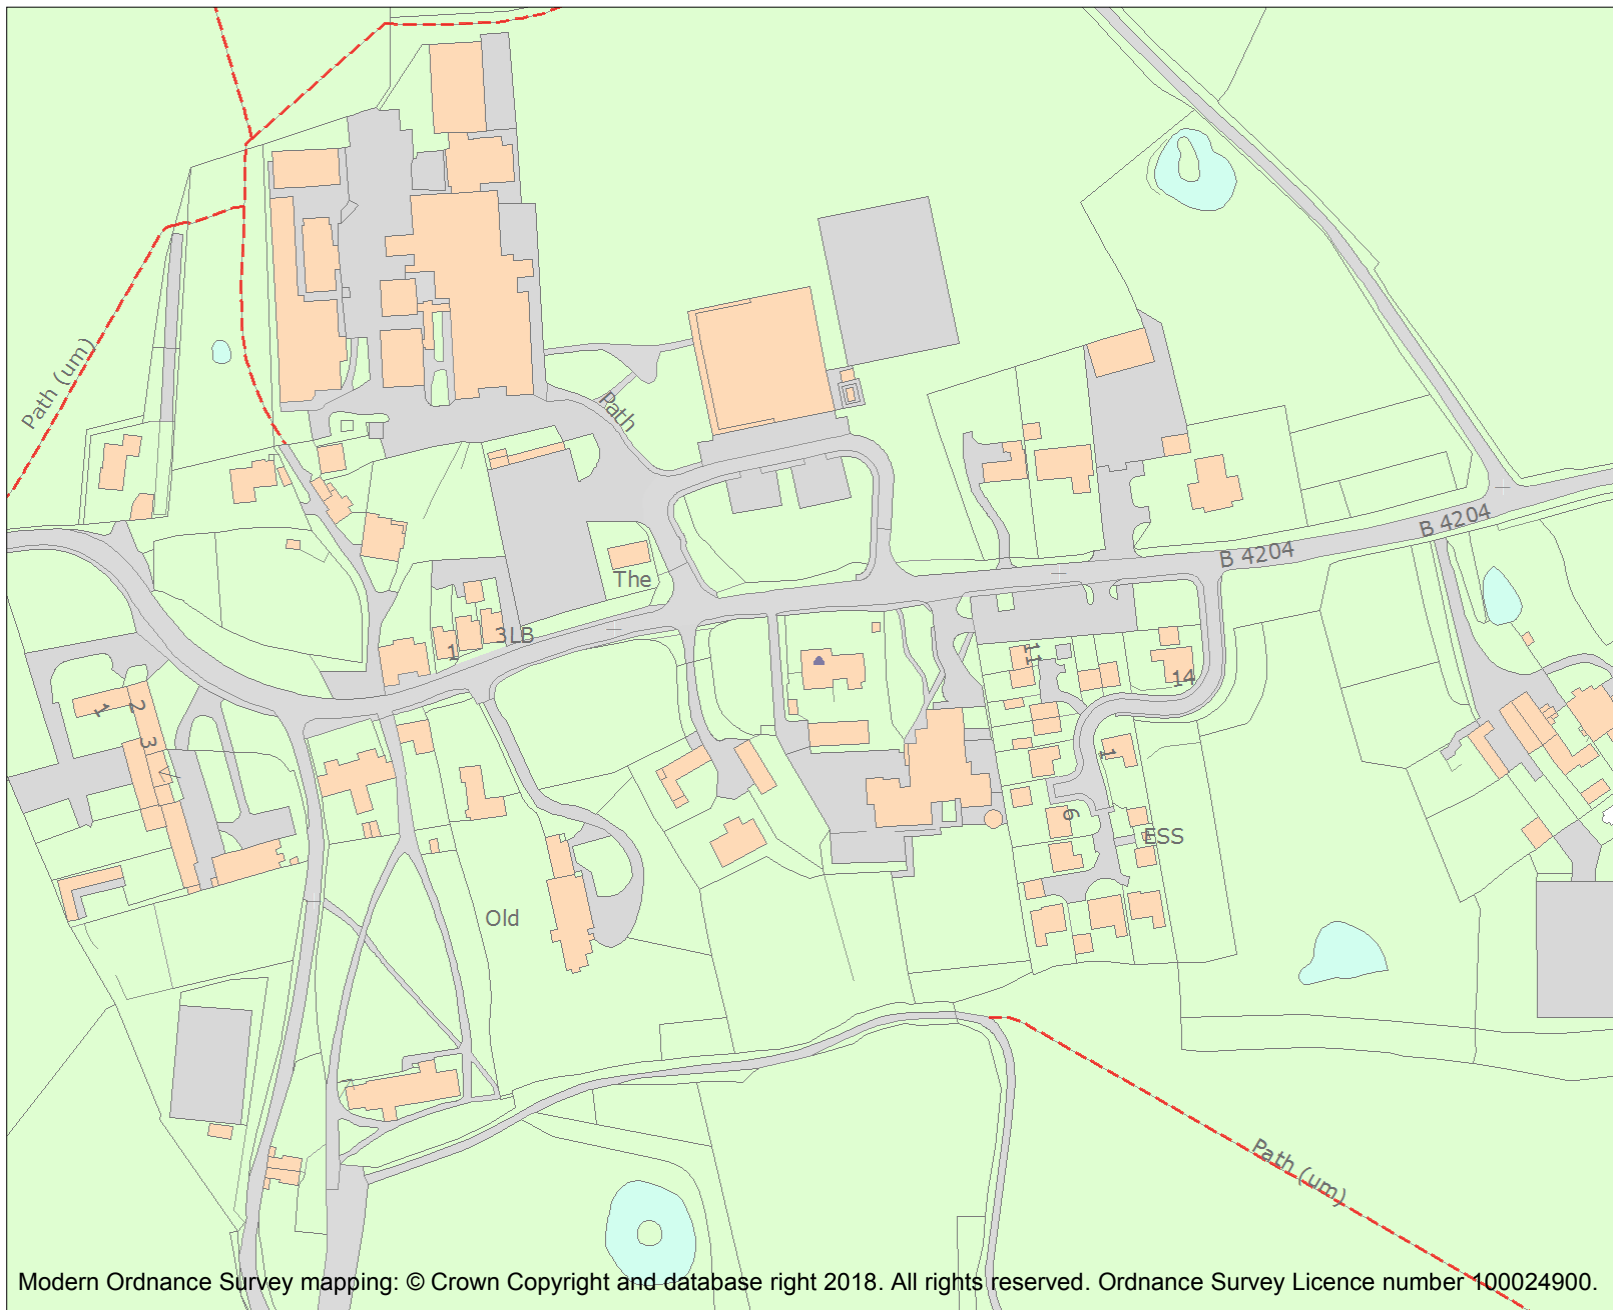 Path (um)
Path
The
B 4204
B 4204
3LB
1
11
14
1
2
3
1
6
ESS
Old
Path (um)
Modern Ordnance Survey mapping: © Crown Copyright and database right 2018. All rights reserved. Ordnance Survey Licence number 100024900.